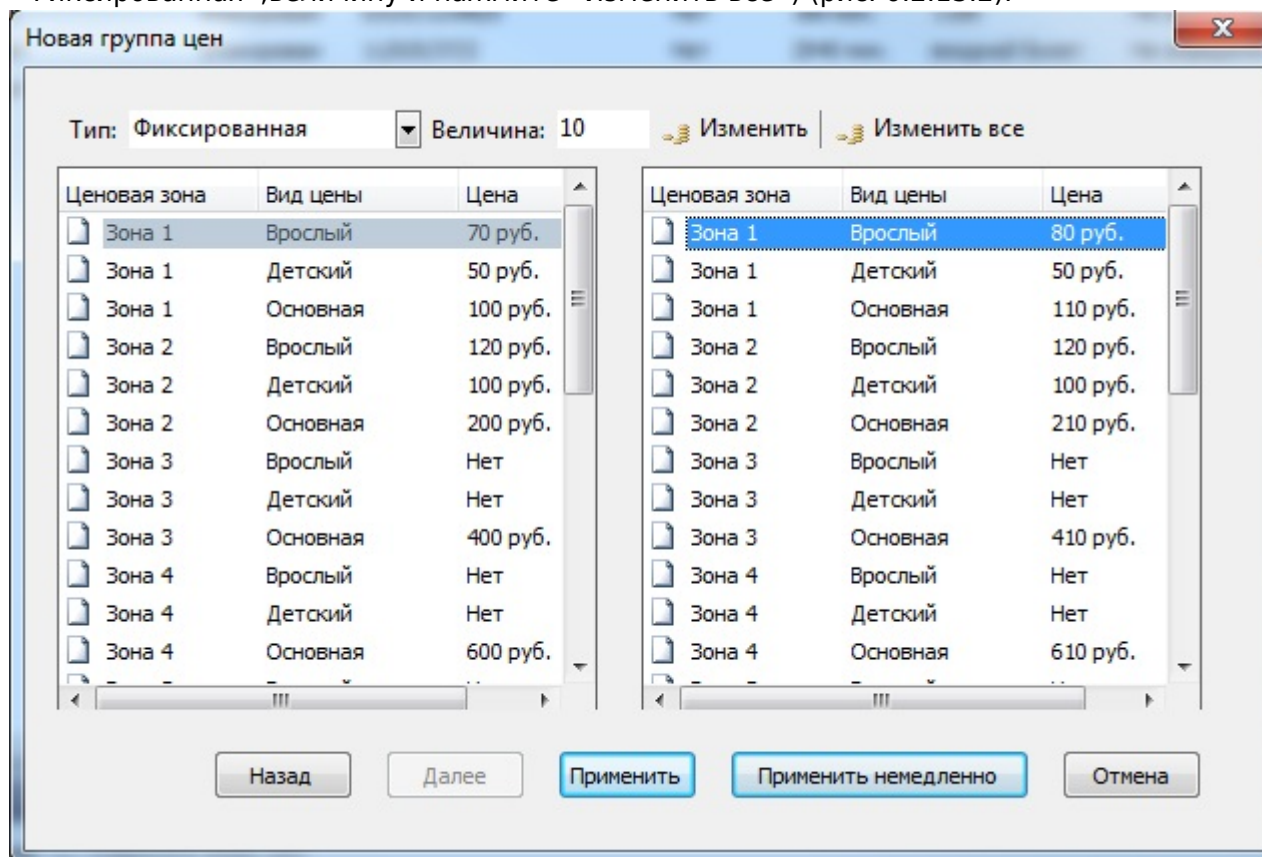 Новая группа цен
Тип: Фиксированная Величина: 10 Изменить Изменить все
Ценовая зона Вид цены Цена Ценовая зона Вид цены Цена
Зона 1 Врослый 70 руб. Зона 1 Врослый 80 руб.
Зона 1 Детский 50 руб. Зона 1 Детский 50 руб.
Зона 1 Основная 100 руб. Зона 1 Основная 110 руб.
Зона 2 Врослый 120 руб. Зона 2 Врослый 120 руб.
Зона 2 Детский 100 руб. Зона 2 Детский 100 руб.
Зона 2 Основная 200 руб. Зона 2 Основная 210 руб.
Зона 3 Врослый Нет Зона 3 Врослый Нет
Зона 3 Детский Нет Зона 3 Детский Нет
Зона 3 Основная 400 руб. Зона 3 Основная 410 руб.
Зона 4 Врослый Нет Зона 4 Врослый Нет
Зона 4 Детский Нет Зона 4 Детский Нет
Зона 4 Основная 600 руб. Зона 4 Основная 610 руб.
Назад Далее Применить Применить немедленно Отмена